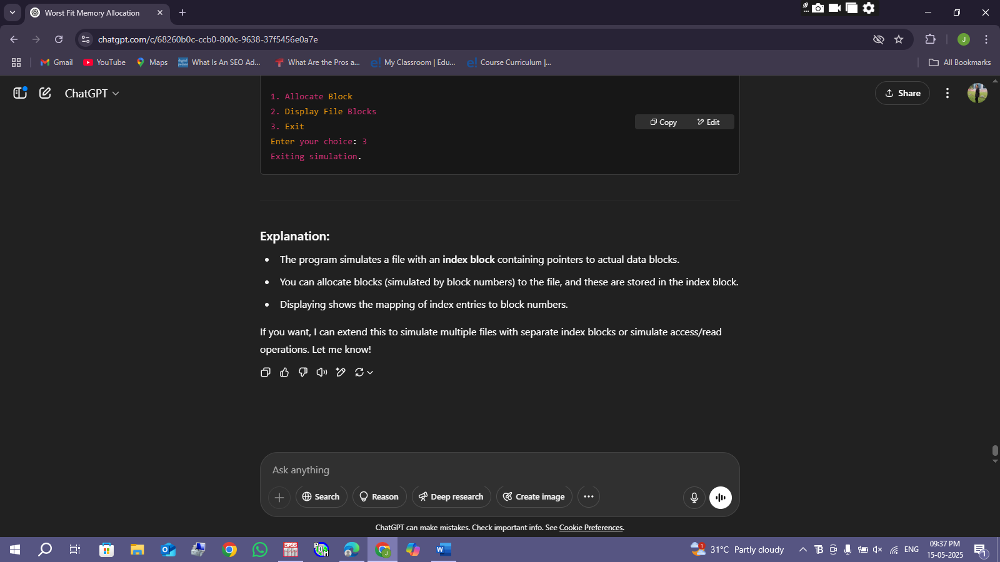 Worst Fit Memory Allocation
chatgpt.com/c/68260b0c-ccb0-800c-9638-37f5456e0a7e
J
Gmail
YouTube
Maps
What Is An SEO Ad...
What Are the Pros a...
My Classroom | Edu...
Course Curriculum |...
All Bookmarks
ChatGPT
Share
1. Allocate Block
2. Display File Blocks
3. Exit
Enter your choice: 3
Exiting simulation.
Copy
Edit
Explanation:
• The program simulates a file with an index block containing pointers to actual data blocks.
• You can allocate blocks (simulated by block numbers) to the file, and these are stored in the index block.
• Displaying shows the mapping of index entries to block numbers.
If you want, I can extend this to simulate multiple files with separate index blocks or simulate access/read
operations. Let me know!
Ask anything
Search
Reason
Deep research
Create image
ChatGPT can make mistakes. Check important info. See Cookie Preferences.
SPSS
POM
J
W
1
31°C Partly cloudy
ENG
09:37 PM
15-05-2025
1